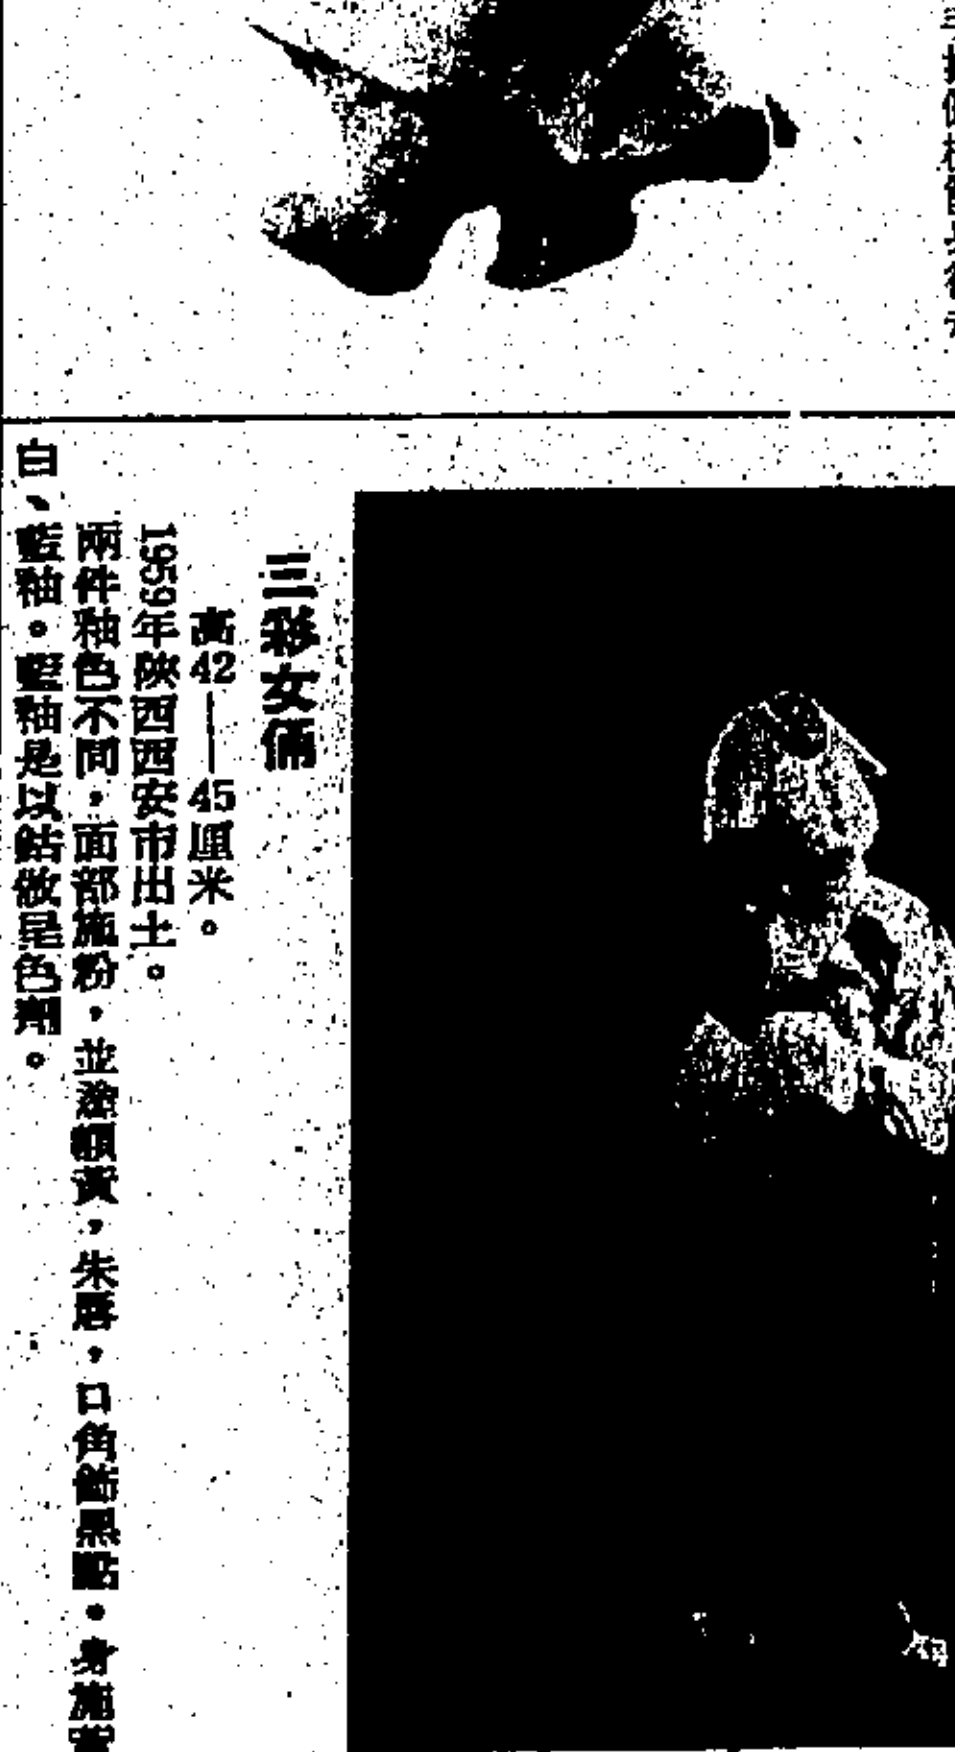 三彩女俑
高42——45厘米。
1959年陝西西安市出土。
兩件釉色不同，面部施粉，並塗額黃，朱唇，口角點黑點。身施
白、藍釉。藍釉是以鈷做呈色劑。